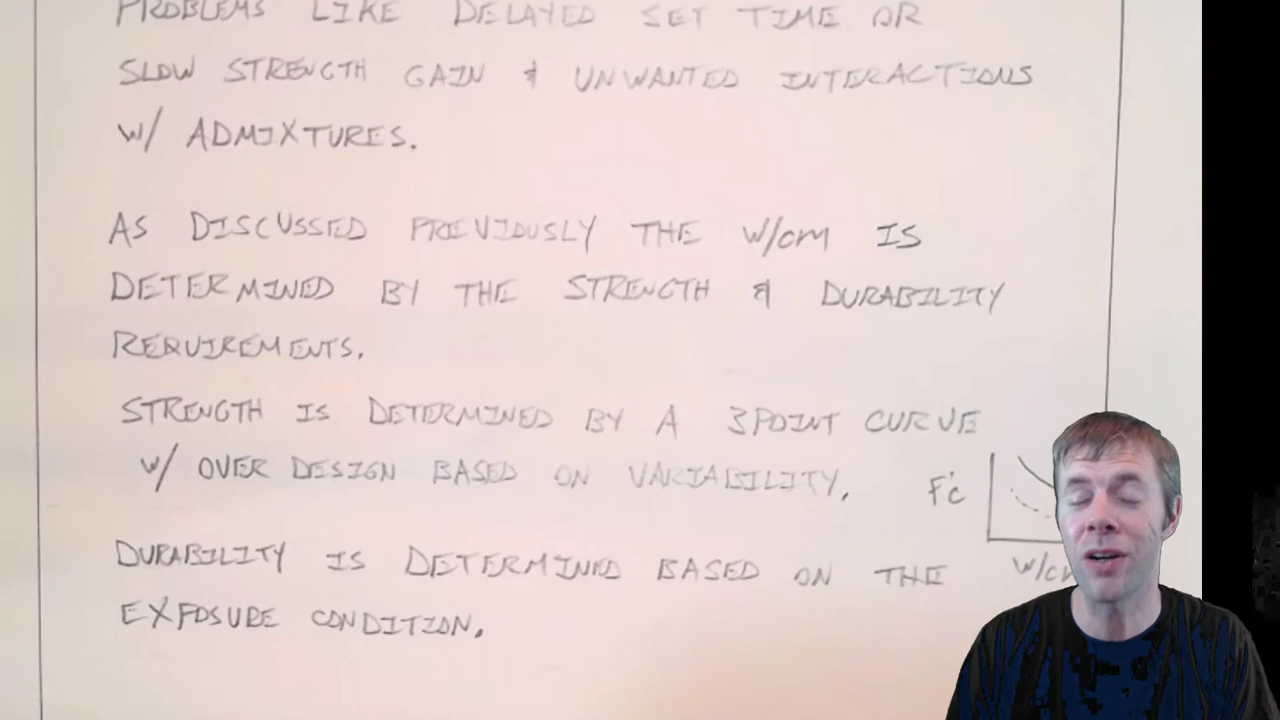 PROBLEMS LIKE DELAYED SET TIME OR
SLOW STRENGTH GAIN & UNWANTED INTERACTIONS
W/ ADMIXTURES.
AS DISCUSSED PREVIOUSLY THE W/CM IS
DETERMINED BY THE STRENGTH & DURABILITY
REQUIREMENTS.
STRENGTH IS DETERMINED BY A 3 POINT CURVE
W/ OVER DESIGN BASED ON VARIABILITY.
F'c
DURABILITY IS DETERMINED BASED ON THE
W/C
EXPOSURE CONDITION.